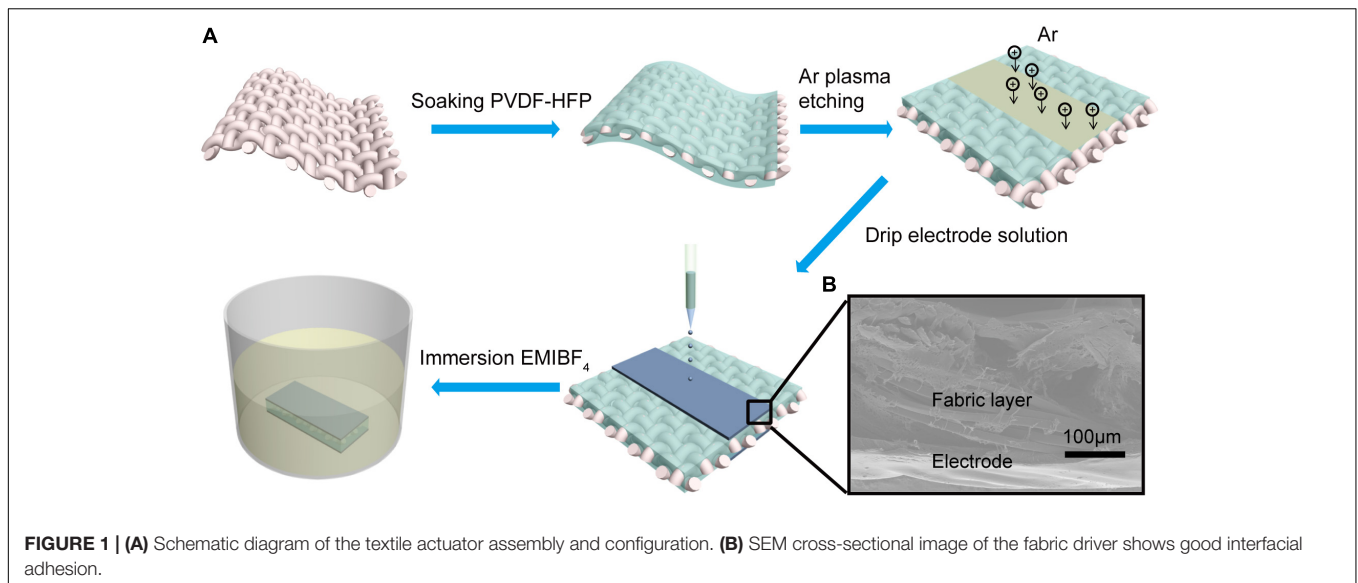 A
Soaking PVDF-HFP
Ar plasma
etching
Ar
Drip electrode solution
Immersion EMIBF4
B
Fabric layer
100µm
Electrode
FIGURE 1 | (A) Schematic diagram of the textile actuator assembly and configuration. (B) SEM cross-sectional image of the fabric driver shows good interfacial
adhesion.